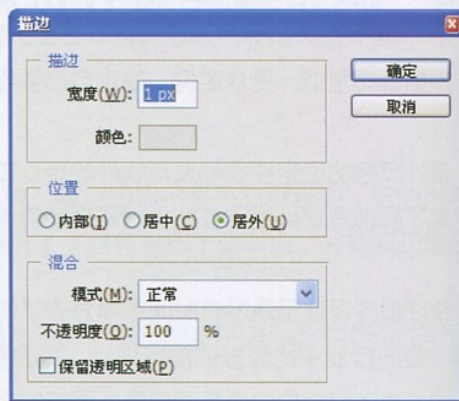 描边
描边
宽度(W): 1 px
颜色:
确定
取消
位置
内部(I) 居中(C) 居外(U)
混合
模式(M): 正常
不透明度(O): 100 %
保留透明区域(P)